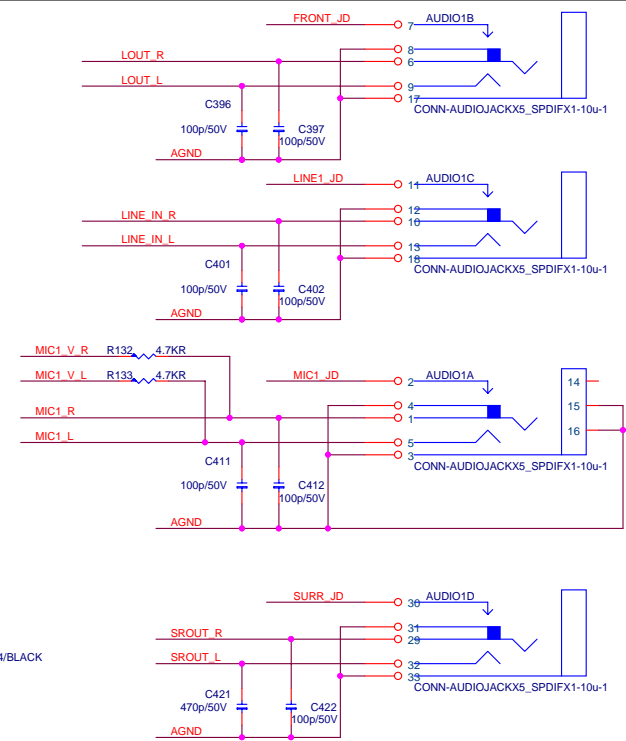 FRONT_JD 7 AUDIO1B
8
LOUT_R 6
LOUT_L 9
17
CONN-AUDIOJACKX5_SPDIFX1-10u-1
C396
100p/50V
C397
100p/50V
AGND
LINE1_JD 11 AUDIO1C
12
LINE_IN_R 10
LINE_IN_L 13
18
CONN-AUDIOJACKX5_SPDIFX1-10u-1
C401
100p/50V
C402
100p/50V
AGND
MIC1_V_R R132 4.7KR
MIC1_V_L R133 4.7KR
MIC1_JD 2 AUDIO1A
14
4
15
MIC1_R 1
16
MIC1_L 5
3
CONN-AUDIOJACKX5_SPDIFX1-10u-1
C411
100p/50V
C412
100p/50V
AGND
SURR_JD 30 AUDIO1D
31
SROUT_R 29
4/BLACK
SROUT_L 32
33
CONN-AUDIOJACKX5_SPDIFX1-10u-1
C421
470p/50V
C422
100p/50V
AGND